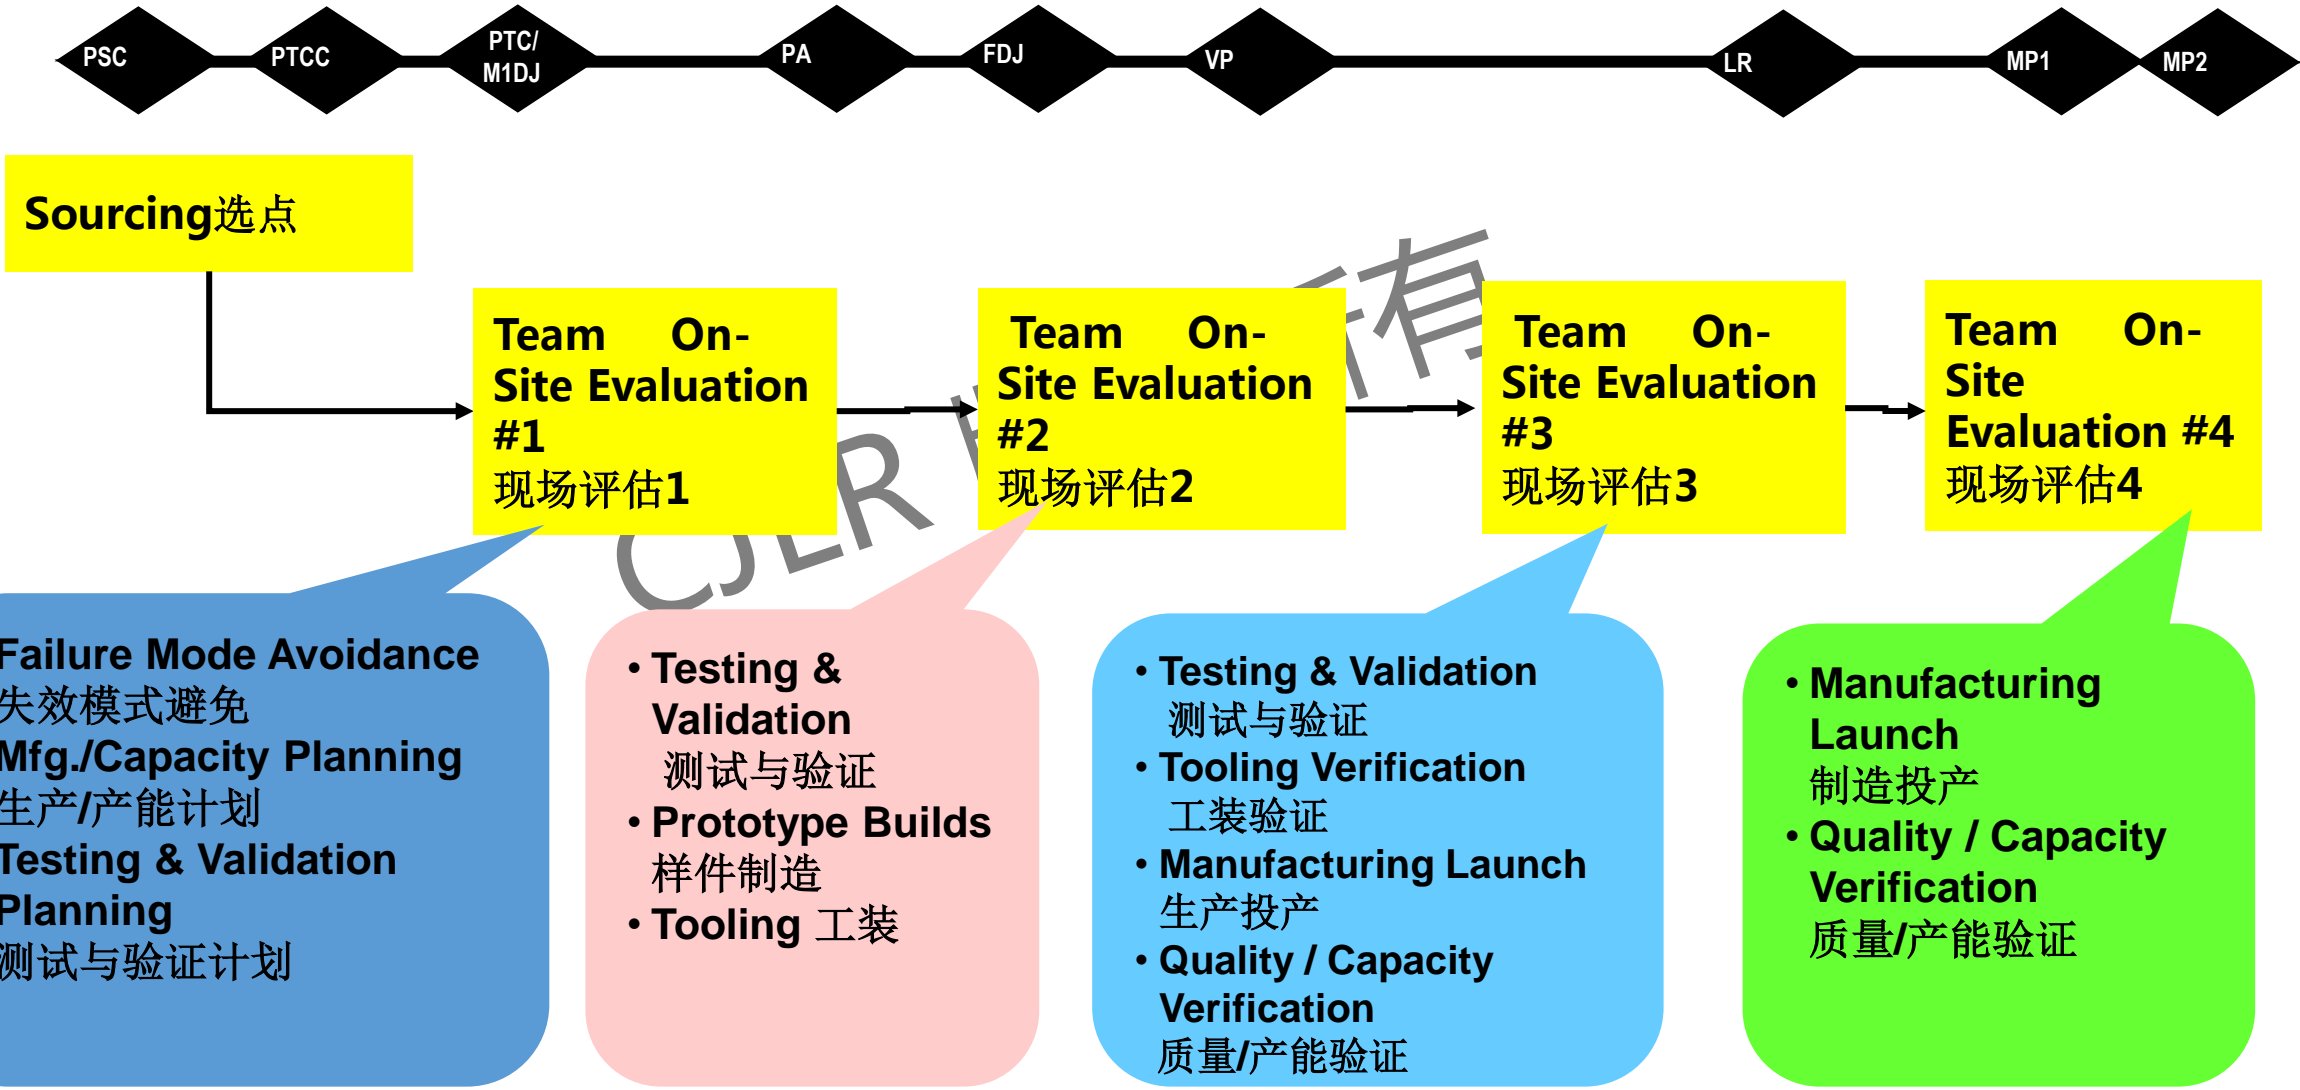 PSC
PTCC
PTC/
M1DJ
PA
FDJ
VP
LR
MP1
MP2
Sourcing选点
Team On-
Site Evaluation
#1
现场评估1
Team On-
Site Evaluation
#2
现场评估2
Team On-
Site Evaluation
#3
现场评估3
Team On-
Site
Evaluation #4
现场评估4
CJLR
有
Failure Mode Avoidance
失效模式避免
Mfg./Capacity Planning
生产/产能计划
Testing & Validation
Planning
测试与验证计划
• Testing &
Validation
测试与验证
• Prototype Builds
样件制造
• Tooling 工装
• Testing & Validation
测试与验证
• Tooling Verification
工装验证
• Manufacturing Launch
生产投产
• Quality / Capacity
Verification
质量/产能验证
• Manufacturing
Launch
制造投产
• Quality / Capacity
Verification
质量/产能验证